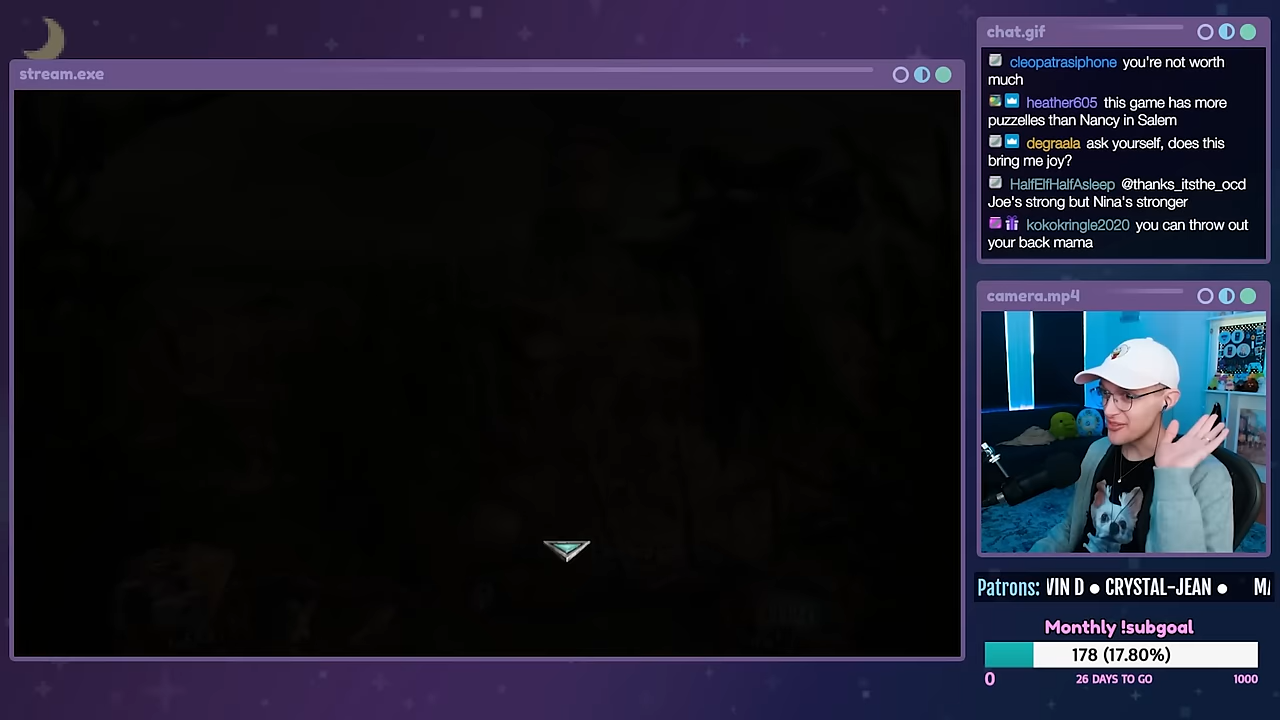 stream.exe
chat.gif
cleopatrasiphone you're not worth
much
heather605 this game has more
puzzelles than Nancy in Salem
degraala ask yourself, does this
bring me joy?
HalfElfHalfAsleep @thanks_itsthe_ocd
Joe's strong but Nina's stronger
kokokringle2020 you can throw out
your back mama
camera.mp4
Patrons: VIN D ● CRYSTAL-JEAN ● MA
Monthly !subgoal
178 (17.80%)
0 26 DAYS TO GO 1000